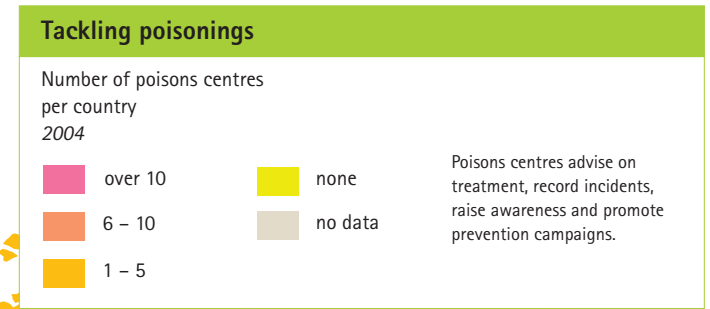 Tackling poisonings
Number of poisons centres
per country
2004
over 10
6 – 10
1 – 5
none
no data
Poisons centres advise on
treatment, record incidents,
raise awareness and promote
prevention campaigns.